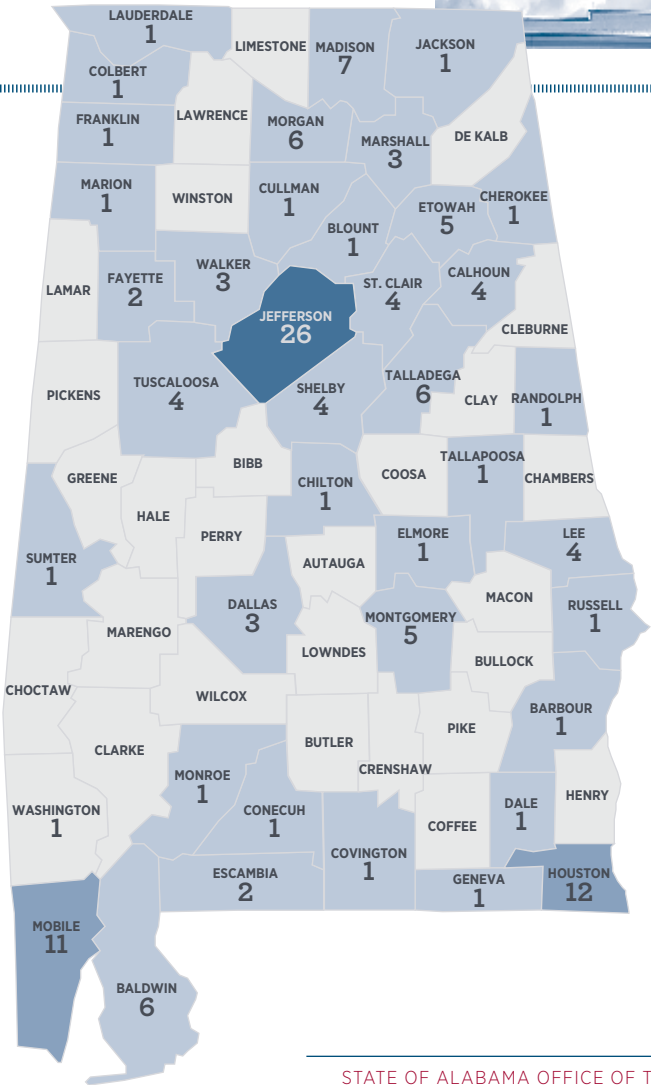 LAUDERDALE
1
LIMESTONE
MADISON
7
JACKSON
1
COLBERT
1
FRANKLIN
1
LAWRENCE
MORGAN
6
MARSHALL
3
DE KALB
MARION
1
WINSTON
CULLMAN
1
BLOUNT
1
ETOWAH
5
CHEROKEE
1
LAMAR
FAYETTE
2
WALKER
3
JEFFERSON
26
ST. CLAIR
4
CALHOUN
4
CLEBURNE
PICKENS
TUSCALOOSA
4
SHELBY
4
TALLADEGA
6
CLAY
RANDOLPH
1
GREENE
HALE
BIBB
PERRY
CHILTON
1
COOSA
TALLAPOOSA
1
CHAMBERS
SUMTER
1
AUTAUGA
ELMORE
1
LEE
4
MARENGO
DALLAS
3
LOWNDES
MONTGOMERY
5
MACON
RUSSELL
1
BULLOCK
CHOCTAW
CLARKE
WILCOX
BUTLER
CRENSHAW
PIKE
BARBOUR
1
WASHINGTON
1
MONROE
1
CONECUH
1
COVINGTON
1
COFFEE
DALE
1
HENRY
ESCAMBIA
2
GENEVA
1
HOUSTON
12
MOBILE
11
BALDWIN
6
STATE OF ALABAMA OFFICE OF T